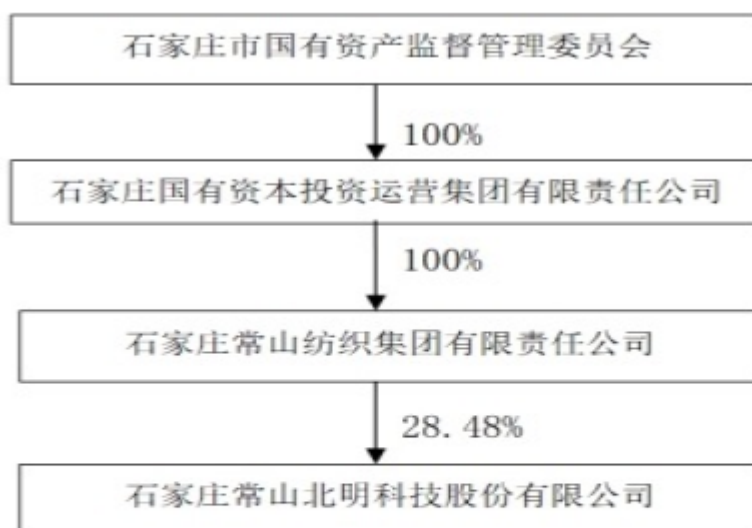 石家庄市国有资产监督管理委员会
100%
石家庄国有资本投资运营集团有限责任公司
100%
石家庄常山纺织集团有限责任公司
28.48%
石家庄常山北明科技股份有限公司